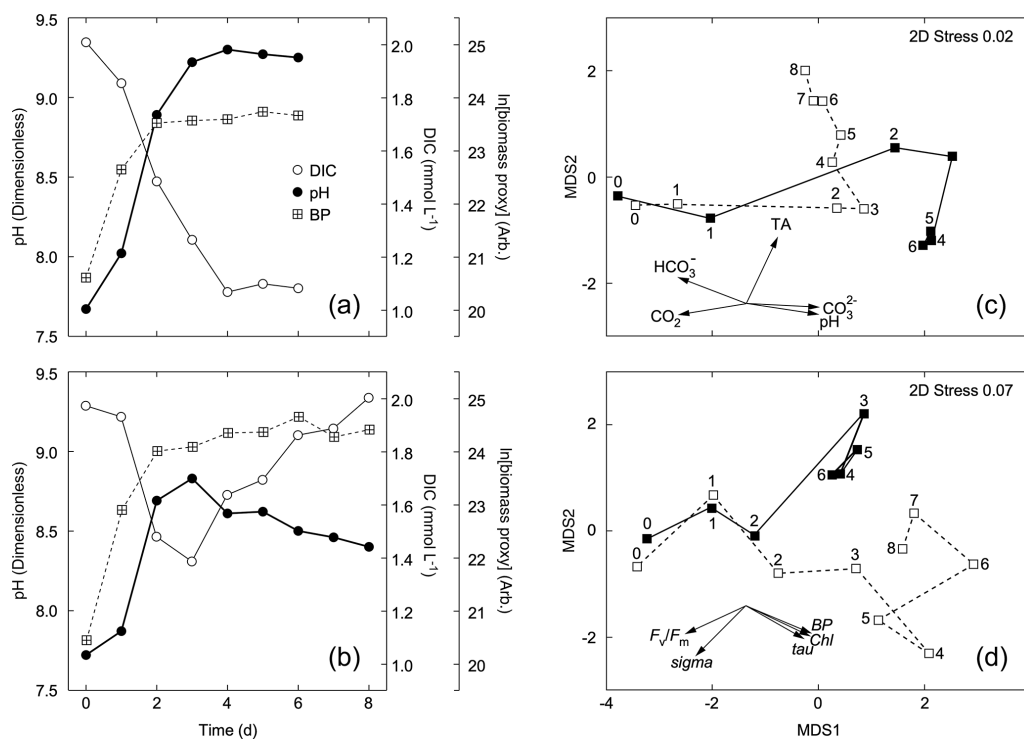 9.5
9.0
8.5
8.0
7.5
pH (Dimensionless)
2.0
1.8
1.6
1.4
1.2
1.0
DIC (mmol L⁻¹)
25
24
23
22
21
20
ln[biomass proxy] (Arb.)
DIC
pH
BP
(a)
2D Stress 0.02
2
0
-2
MDS2
8
7
6
5
4
2
3
0
0
1
1
2
5
6
4
TA
HCO₃⁻
CO₂
CO₃²⁻
pH
(c)
9.5
9.0
8.5
8.0
7.5
pH (Dimensionless)
2.0
1.8
1.6
1.4
1.2
1.0
DIC (mmol L⁻¹)
25
24
23
22
21
20
ln[biomass proxy] (Arb.)
(b)
0
2
4
6
8
Time (d)
2D Stress 0.07
2
0
-2
MDS2
3
5
6
4
1
0
0
1
2
2
3
7
8
6
5
4
Fv/Fm
sigma
BP
Chl
tau
(d)
-4
-2
0
2
MDS1